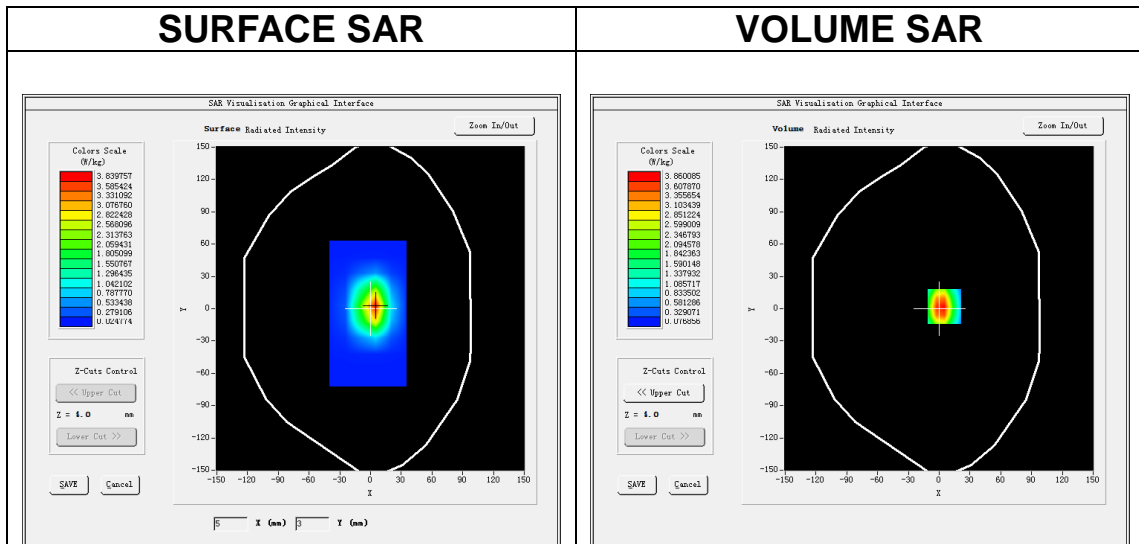 SURFACE SAR
SAR Visualisation Graphical Interface
Surface Radiated Intensity
Zoom In/Out
Colors Scale
(W/kg)
3.839757
3.585424
3.331092
3.076760
2.822428
2.568096
2.313763
2.059431
1.805099
1.550767
1.296435
1.042102
0.787770
0.533438
0.279106
0.024774
Z-Cuts Control
<< Upper Cut
Z = 4.0 mm
Lower Cut >>
SAVE Cancel
150
120
90
60
30
0
-30
-60
-90
-120
-150
Y
-150 -120 -90 -60 -30 0 30 60 90 120 150
X
5 X (mm) 3 Y (mm)
VOLUME SAR
SAR Visualisation Graphical Interface
Volume Radiated Intensity
Zoom In/Out
Colors Scale
(W/kg)
3.860085
3.607870
3.355654
3.103439
2.851224
2.599009
2.346793
2.094578
1.842363
1.590148
1.337932
1.085717
0.833502
0.581286
0.329071
0.076856
Z-Cuts Control
<< Upper Cut
Z = 4.0 mm
Lower Cut >>
SAVE Cancel
150
120
90
60
30
0
-30
-60
-90
-120
-150
Y
-150 -120 -90 -60 -30 0 30 60 90 120 150
X